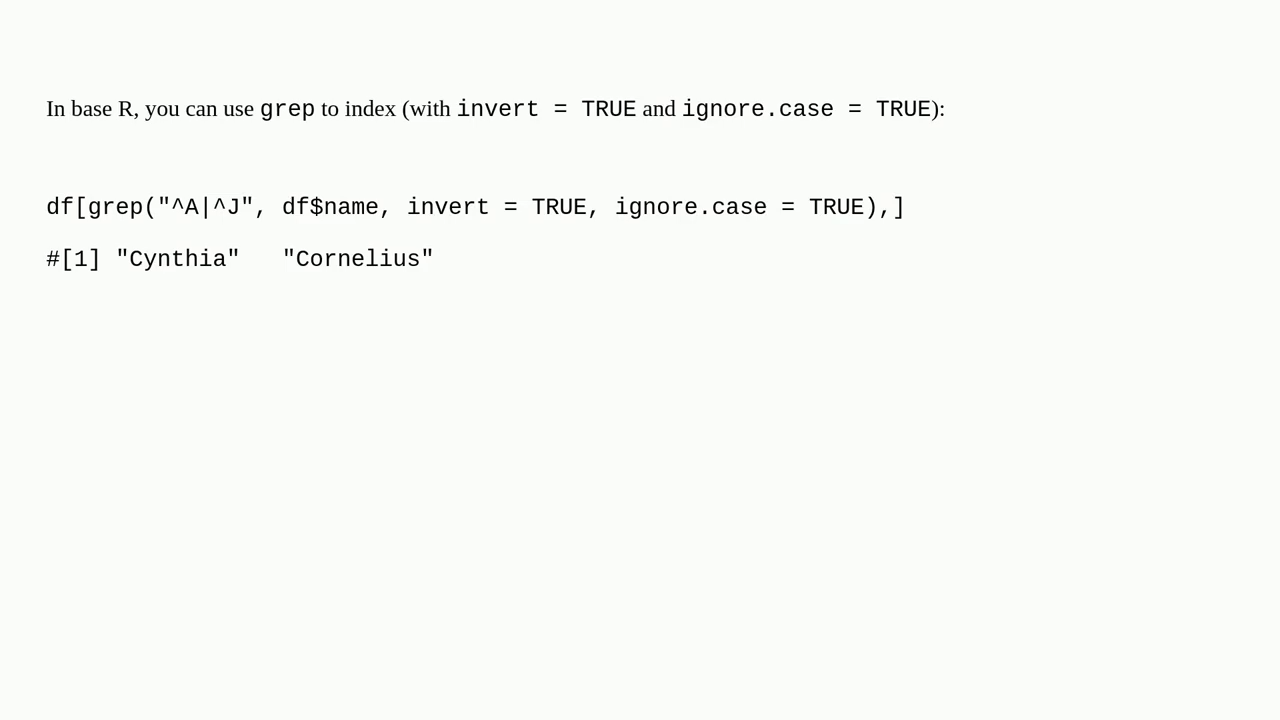 In base R, you can use grep to index (with invert = TRUE and ignore.case = TRUE):
df[grep("^A|^J", df$name, invert = TRUE, ignore.case = TRUE),]
#[1] "Cynthia"   "Cornelius"